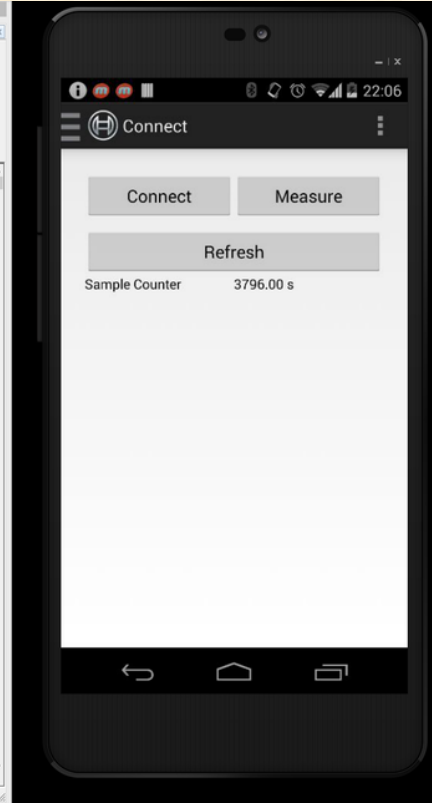 22:06
Connect
Connect Measure
Refresh
Sample Counter 3796.00 s